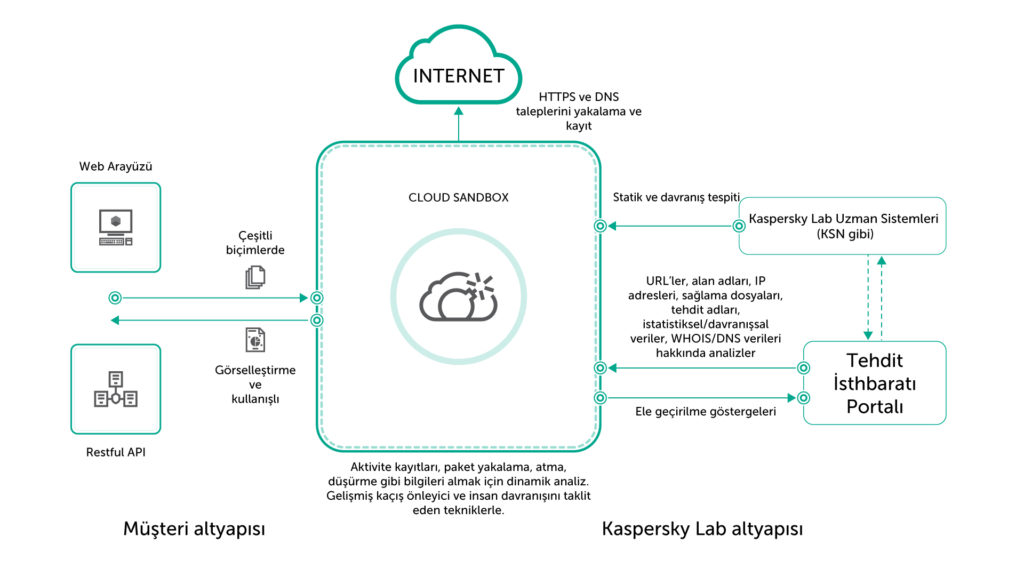 INTERNET
HTTPS ve DNS
taleplerini yakalama ve
kayıt
Web Arayüzü
CLOUD SANDBOX
Statik ve davranış tespiti
Kaspersky Lab Uzman Sistemleri
(KSN gibi)
Çeşitli
biçimlerde
URL'ler, alan adları, IP
adresleri, sağlama dosyaları,
tehdit adları,
istatistiksel/davranışsal
veriler, WHOIS/DNS verileri
hakkında analizler
Görselleştirme
ve
kullanışlı
Tehdit
İsthbaratı
Portalı
Ele geçirilme göstergeleri
Restful API
Aktivite kayıtları, paket yakalama, atma,
düşürme gibi bilgileri almak için dinamik analiz.
Gelişmiş kaçış önleyici ve insan davranışını taklit
eden tekniklerle.
Müşteri altyapısı
Kaspersky Lab altyapısı